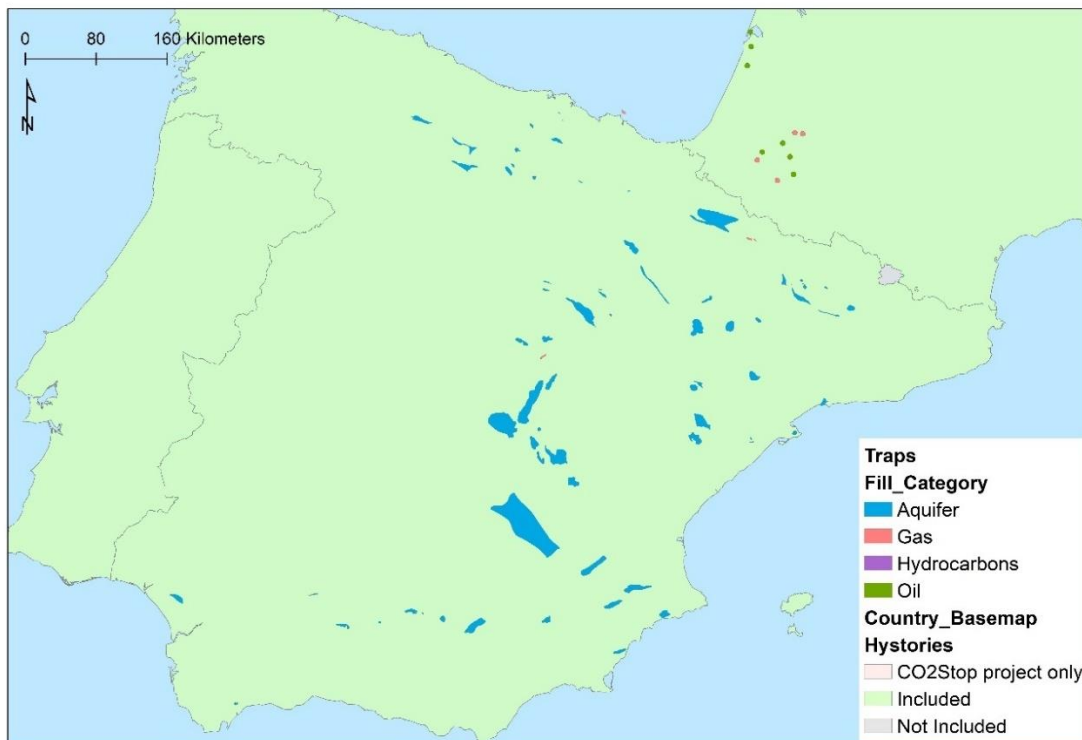 0 80 160 Kilometers
N
Traps
Fill_Category
Aquifer
Gas
Hydrocarbons
Oil
Country_Basemap
Hystories
CO2Stop project only
Included
Not Included